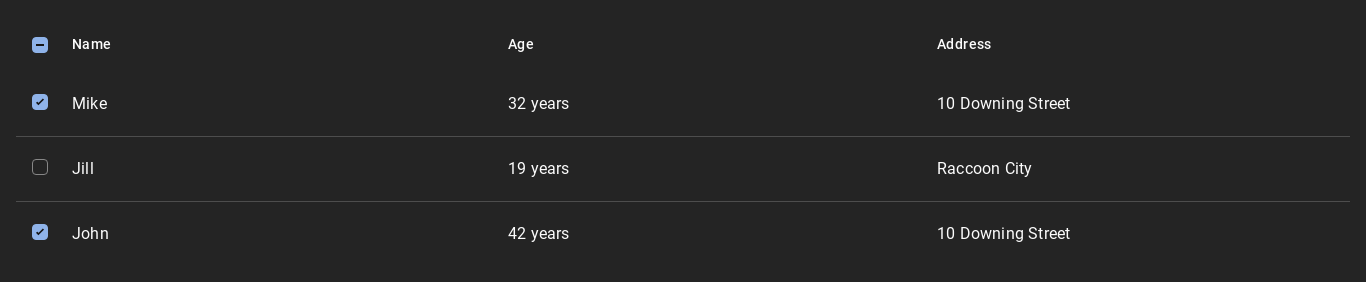 Name Age Address
Mike 32 years 10 Downing Street
Jill 19 years Raccoon City
John 42 years 10 Downing Street